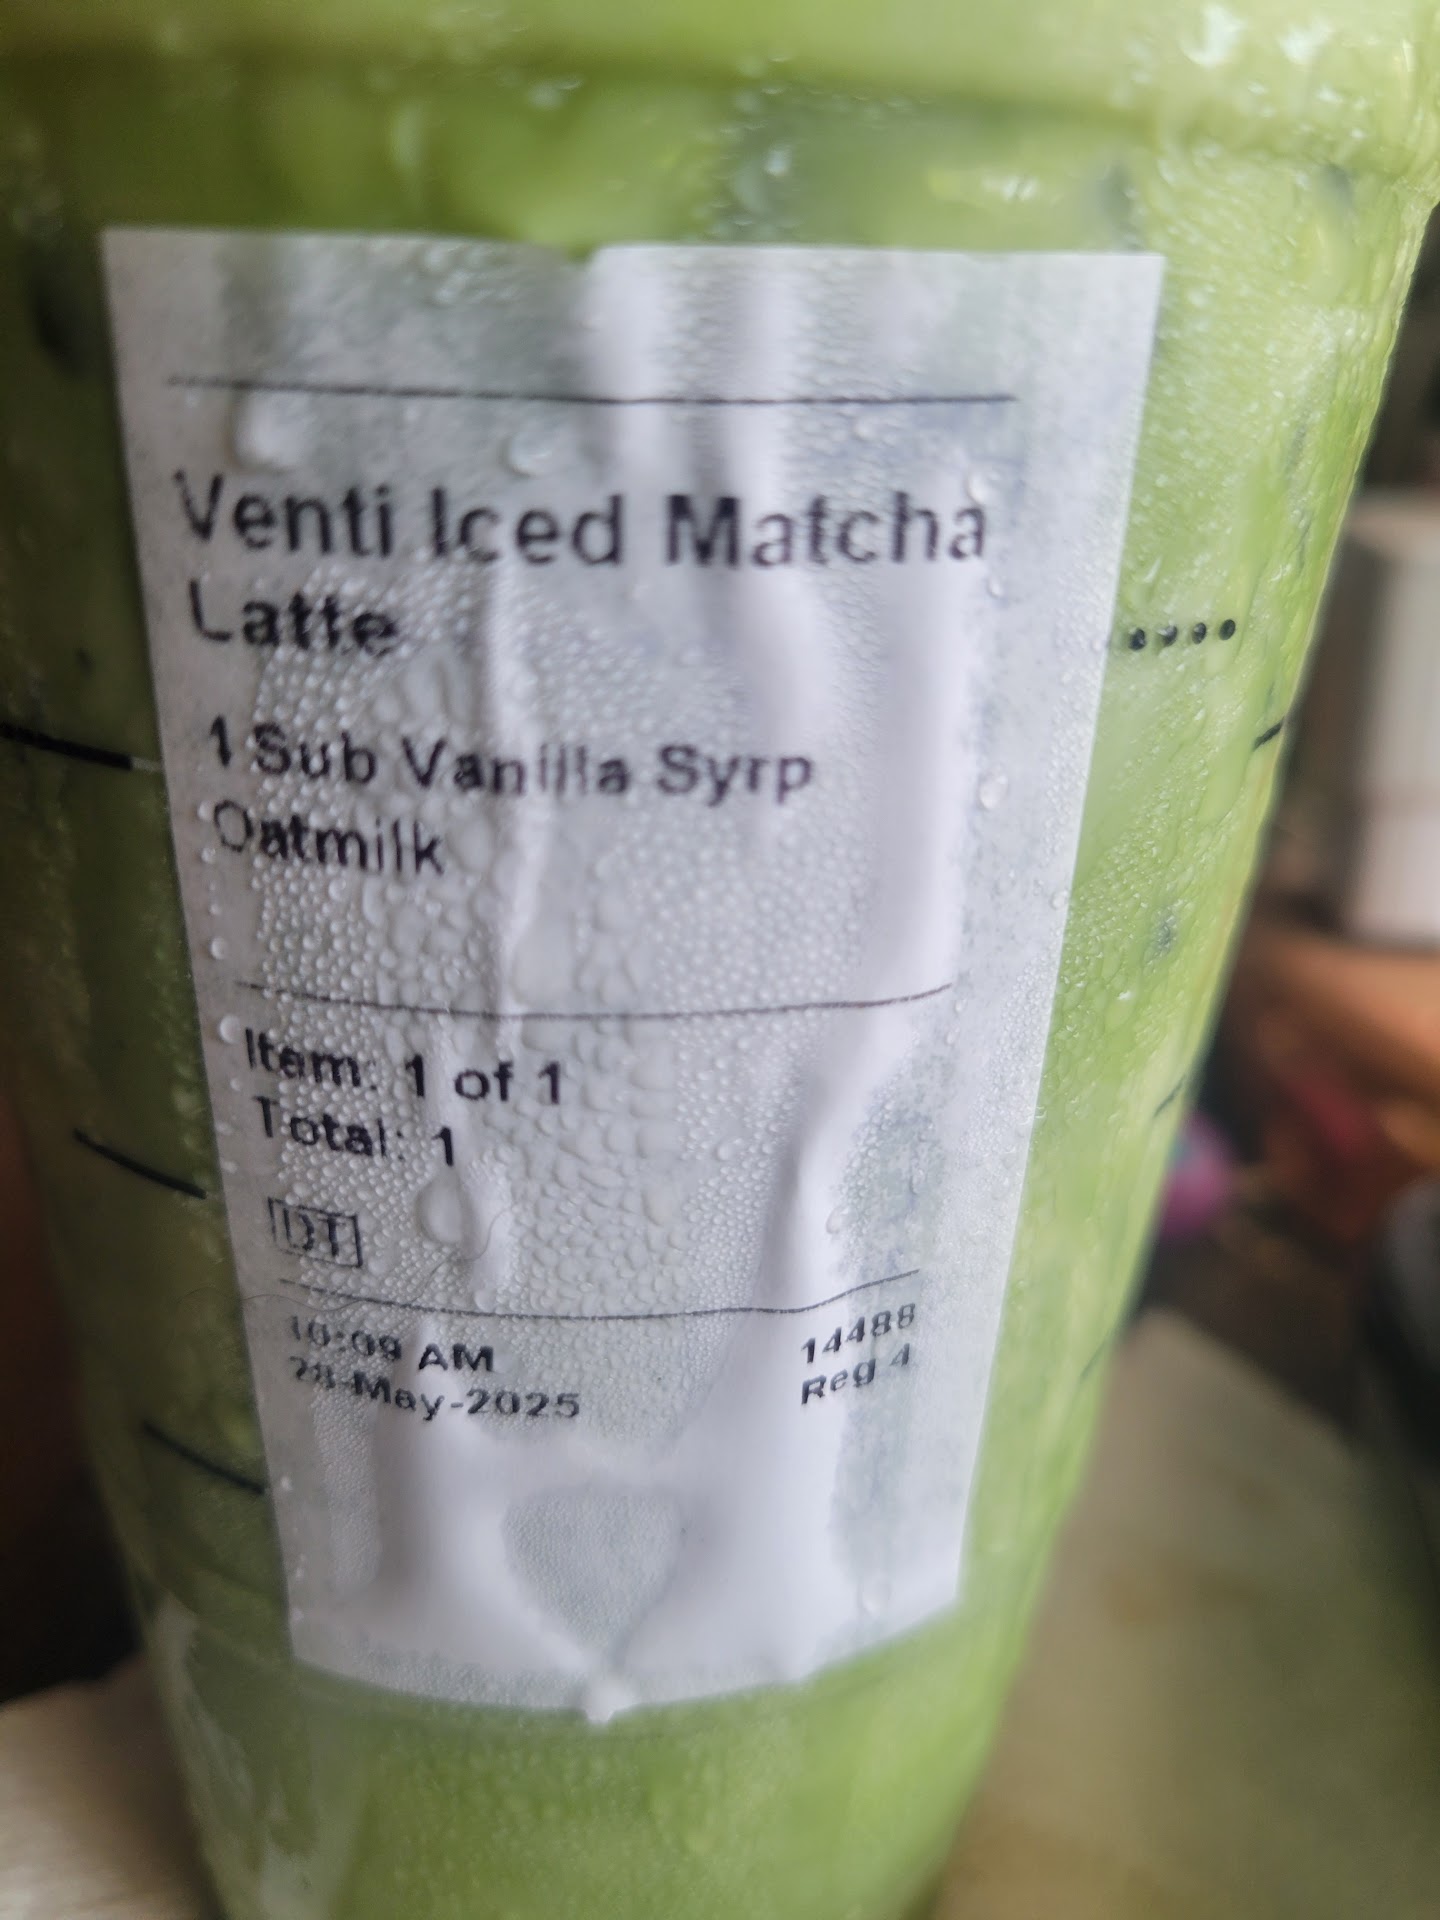 Venti Iced Matcha
Latte
1 Sub Vanilla Syrp
Oatmilk
Item: 1 of 1
Total: 1
DT
10:09 AM
14488
28-May-2025
Reg 4